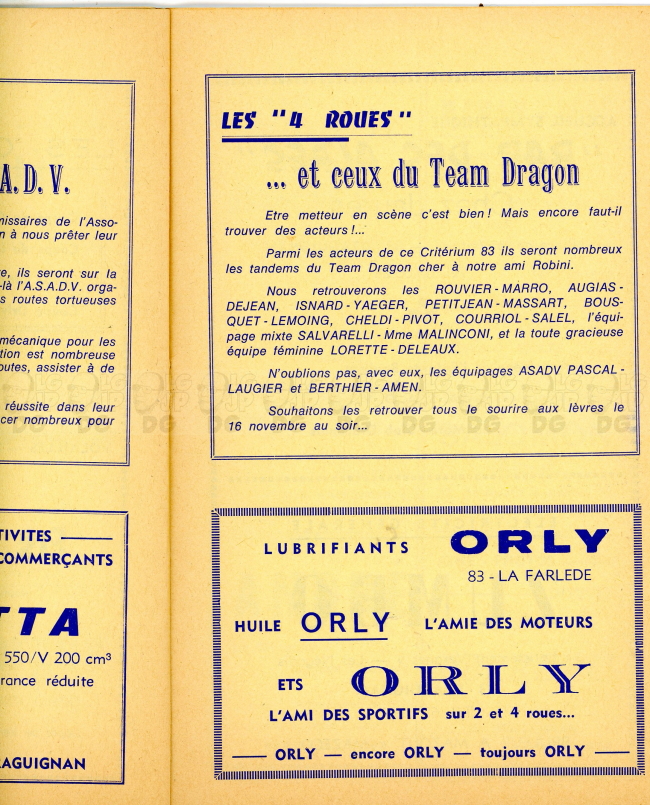 A. D. V.
missaires de l'Asso-
n à nous prêter leur
e, ils seront sur la
-là l'A.S.A.D.V. orga-
s routes tortueuses
mécanique pour les
tion est nombreuse
outes, assister à de
réussite dans leur
cer nombreux pour
TIVITES
COMMERÇANTS
TTA
550/V 200 cm³
rance réduite
AGUIGNAN
LES "4 ROUES"
... et ceux du Team Dragon
Etre metteur en scène c'est bien ! Mais encore faut-il
trouver des acteurs !...
Parmi les acteurs de ce Critérium 83 ils seront nombreux
les tandems du Team Dragon cher à notre ami Robini.
Nous retrouverons les ROUVIER - MARRO, AUGIAS -
DEJEAN, ISNARD - YAEGER, PETITJEAN - MASSART, BOUS-
QUET - LEMOING, CHELDI - PIVOT, COURRIOL - SALEL, l'équi-
page mixte SALVARELLI - Mme MALINCONI, et la toute gracieuse
équipe féminine LORETTE - DELEAUX.
N'oublions pas, avec eux, les équipages ASADV PASCAL -
LAUGIER et BERTHIER - AMEN.
Souhaitons les retrouver tous le sourire aux lèvres le
16 novembre au soir...
LUBRIFIANTS ORLY
83 - LA FARLEDE
HUILE ORLY L'AMIE DES MOTEURS
ETS ORLY
L'AMI DES SPORTIFS sur 2 et 4 roues...
— ORLY — encore ORLY — toujours ORLY —